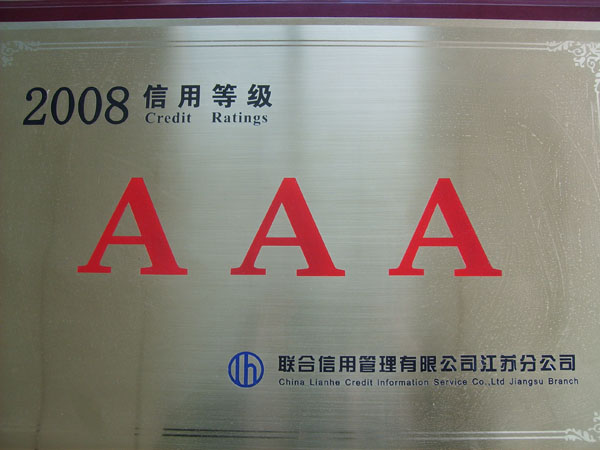 2008 信用等级
Credit Ratings
A A A
联合信用管理有限公司江苏分公司
China Lianhe Credit Information Service Co.,Ltd Jiangsu Branch